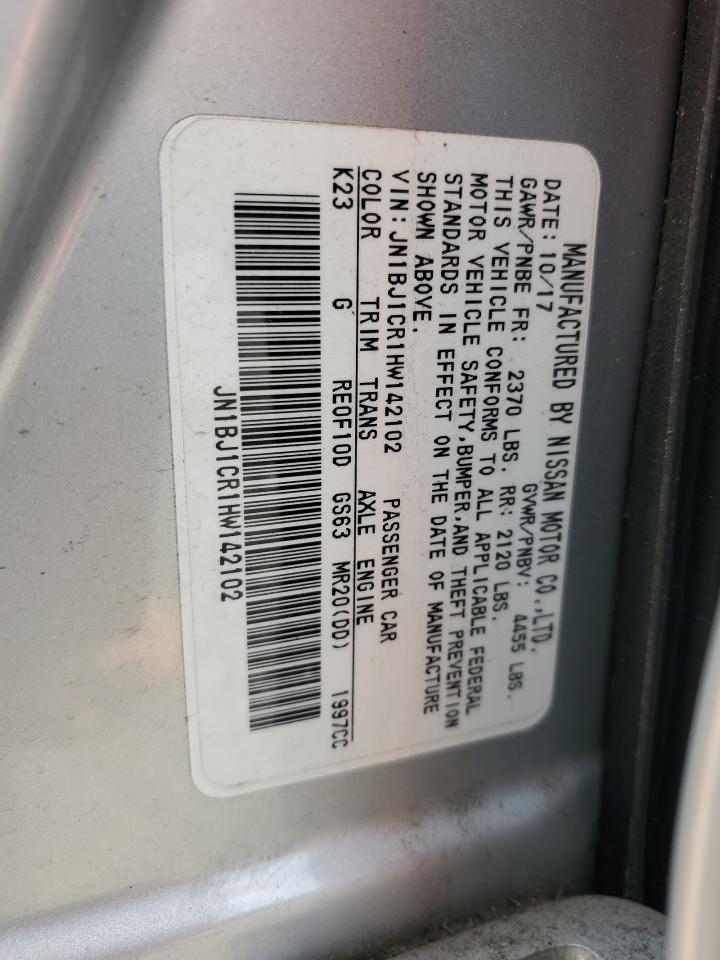 MANUFACTURED BY NISSAN MOTOR CO.,LTD.
DATE: 10/17 GVWR/PNBV: 4455 LBS.
GAWR/PNBE FR: 2370 LBS. RR: 2120 LBS.
THIS VEHICLE CONFORMS TO ALL APPLICABLE FEDERAL
MOTOR VEHICLE SAFETY,BUMPER,AND THEFT PREVENTION
STANDARDS IN EFFECT ON THE DATE OF MANUFACTURE
SHOWN ABOVE.
VIN: JN1BJ1CR1HW142102 PASSENGER CAR
COLOR TRIM TRANS AXLE ENGINE
K23 G RE0F10D GS63 MR20(DD) 1997CC
JN1BJ1CR1HW142102